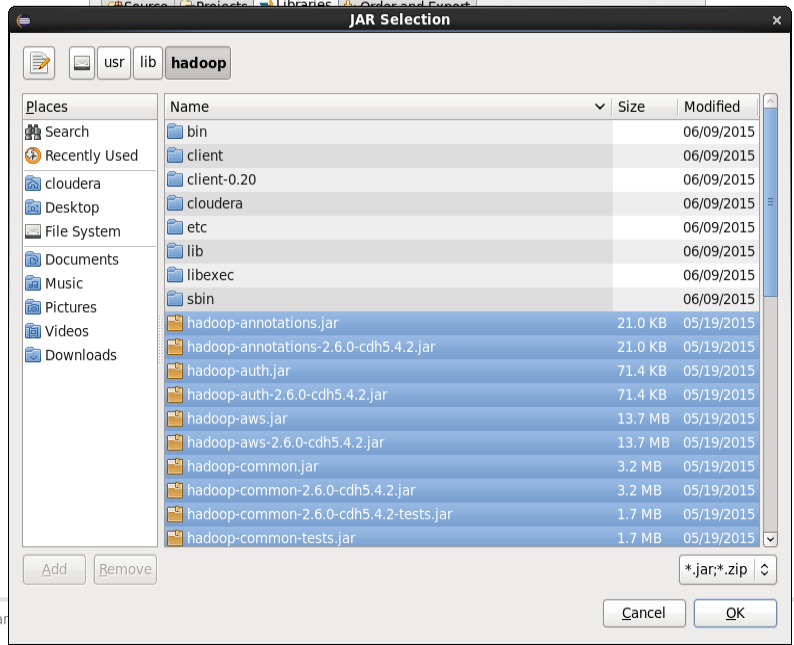 Source Projects Libraries Order and Export
JAR Selection
usr lib hadoop
Places
Search
Recently Used
cloudera
Desktop
File System
Documents
Music
Pictures
Videos
Downloads
Name Size Modified
bin 06/09/2015
client 06/09/2015
client-0.20 06/09/2015
cloudera 06/09/2015
etc 06/09/2015
lib 06/09/2015
libexec 06/09/2015
sbin 06/09/2015
hadoop-annotations.jar 21.0 KB 05/19/2015
hadoop-annotations-2.6.0-cdh5.4.2.jar 21.0 KB 05/19/2015
hadoop-auth.jar 71.4 KB 05/19/2015
hadoop-auth-2.6.0-cdh5.4.2.jar 71.4 KB 05/19/2015
hadoop-aws.jar 13.7 MB 05/19/2015
hadoop-aws-2.6.0-cdh5.4.2.jar 13.7 MB 05/19/2015
hadoop-common.jar 3.2 MB 05/19/2015
hadoop-common-2.6.0-cdh5.4.2.jar 3.2 MB 05/19/2015
hadoop-common-2.6.0-cdh5.4.2-tests.jar 1.7 MB 05/19/2015
hadoop-common-tests.jar 1.7 MB 05/19/2015
Add Remove
*.jar;*.zip
Cancel OK